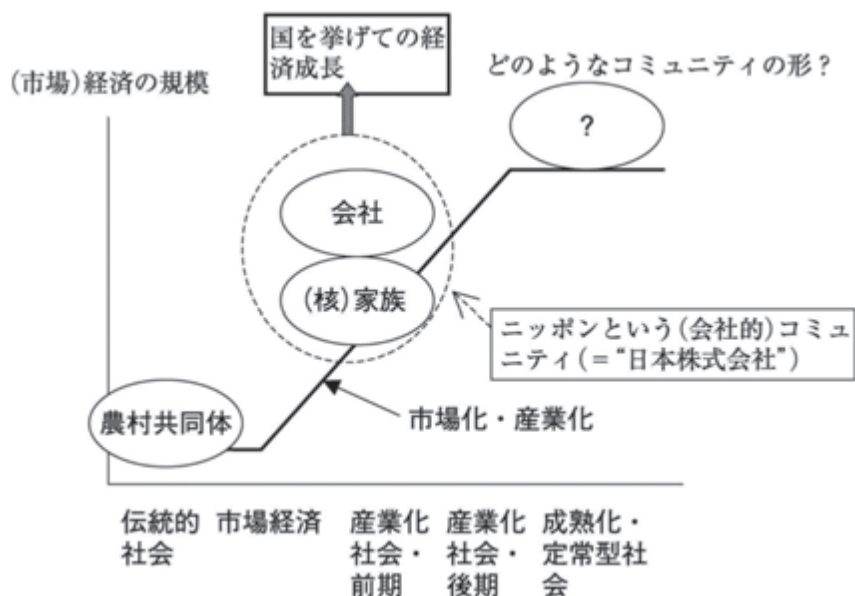 国を挙げての経
済成長
どのようなコミュニティの形？
(市場)経済の規模
？
会社
(核)家族
ニッポンという(会社的)コミュ
ニティ(＝“日本株式会社”)
農村共同体
市場化・産業化
伝統的
社会
市場経済
産業化
社会・
前期
産業化
社会・
後期
成熟化・
定常型社
会